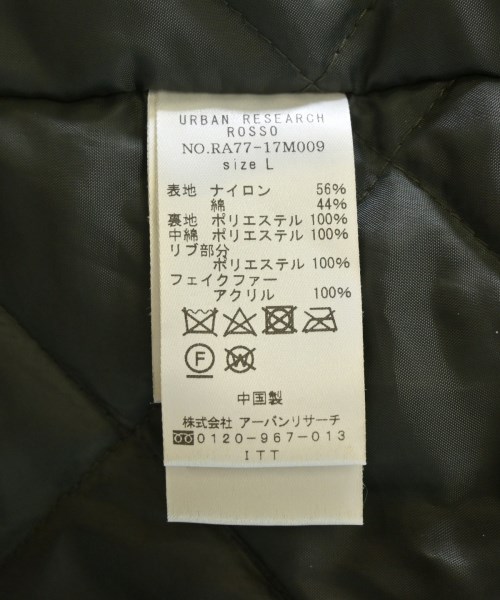 URBAN RESEARCH
ROSSO
NO.RA77-17M009
size L
表地 ナイロン 56%
綿 44%
裏地 ポリエステル 100%
中綿 ポリエステル 100%
リブ部分
ポリエステル 100%
フェイクファー
アクリル 100%
F W
中国製
株式会社 アーバンリサーチ
0120-967-013
ITT